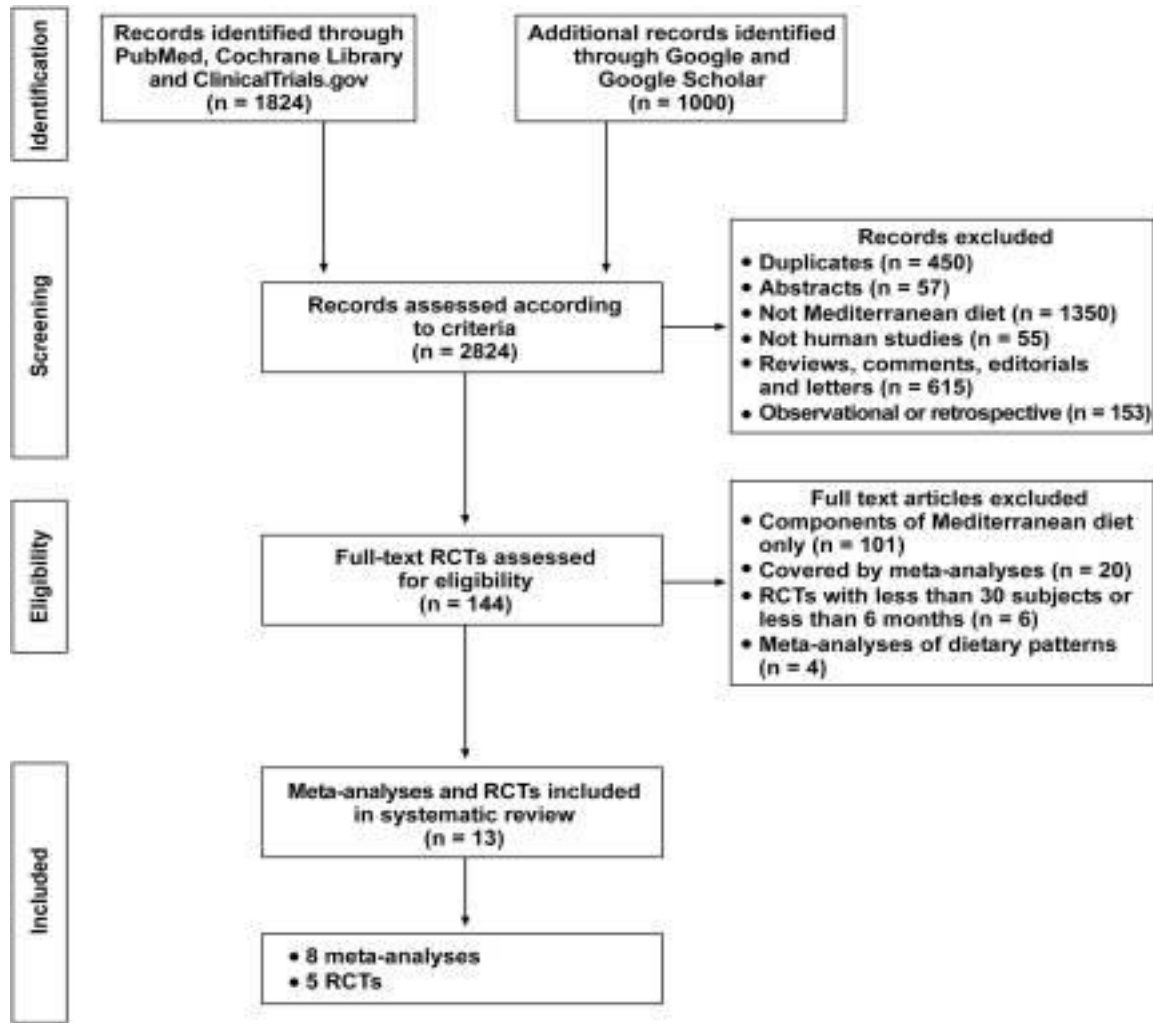 Identification
Records identified through
PubMed, Cochrane Library
and ClinicalTrials.gov
(n = 1824)
Additional records identified
through Google and
Google Scholar
(n = 1000)
Screening
Records assessed according
to criteria
(n = 2824)
Records excluded
• Duplicates (n = 450)
• Abstracts (n = 57)
• Not Mediterranean diet (n = 1350)
• Not human studies (n = 55)
• Reviews, comments, editorials
and letters (n = 615)
• Observational or retrospective (n = 153)
Eligibility
Full-text RCTs assessed
for eligibility
(n = 144)
Full text articles excluded
• Components of Mediterranean diet
only (n = 101)
• Covered by meta-analyses (n = 20)
• RCTs with less than 30 subjects or
less than 6 months (n = 6)
• Meta-analyses of dietary patterns
(n = 4)
Included
Meta-analyses and RCTs included
in systematic review
(n = 13)
• 8 meta-analyses
• 5 RCTs